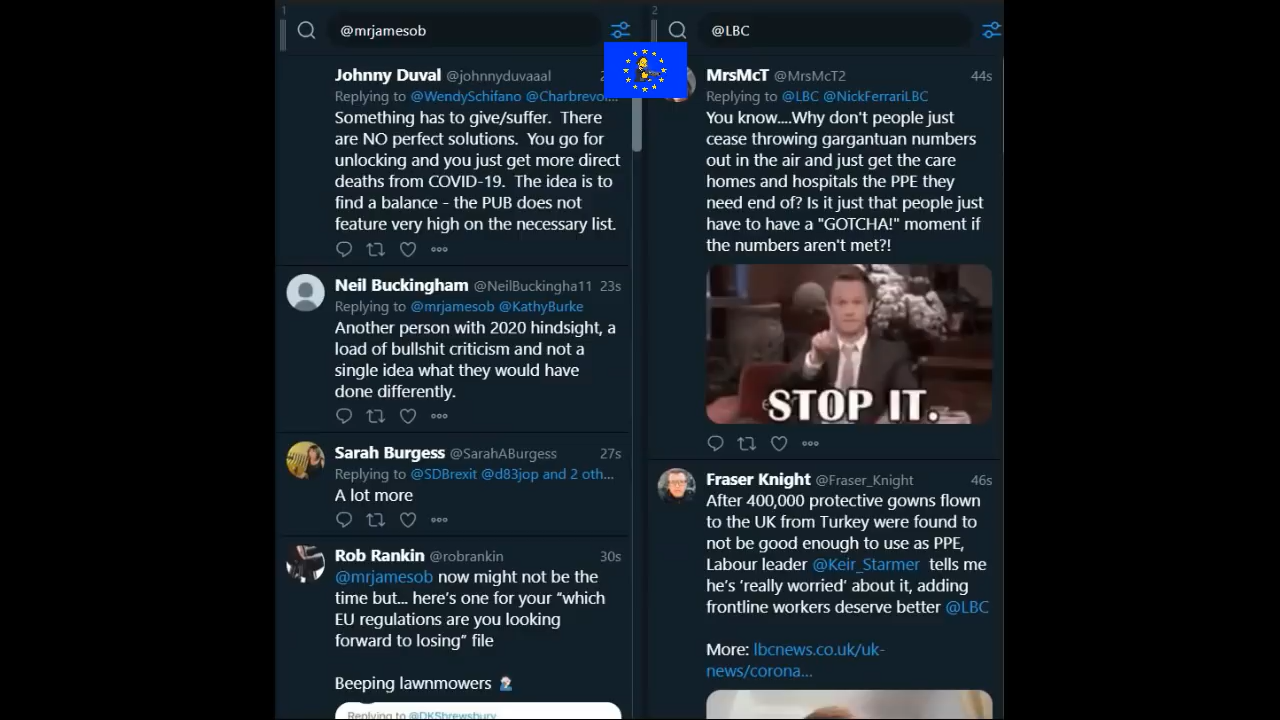 1
@mrjamesob
Johnny Duval @johnnyduvaaal
Replying to @WendySchifano @Charbrevol...
Something has to give/suffer. There
are NO perfect solutions. You go for
unlocking and you just get more direct
deaths from COVID-19. The idea is to
find a balance - the PUB does not
feature very high on the necessary list.
Neil Buckingham @NeilBuckingha11 23s
Replying to @mrjamesob @KathyBurke
Another person with 2020 hindsight, a
load of bullshit criticism and not a
single idea what they would have
done differently.
Sarah Burgess @SarahABurgess 27s
Replying to @SDBrexit @d83jop and 2 oth...
A lot more
Rob Rankin @robrankin 30s
@mrjamesob now might not be the
time but... here's one for your “which
EU regulations are you looking
forward to losing” file
Beeping lawnmowers
Replying to @DKShrewsbury
2
@LBC
MrsMcT @MrsMcT2 44s
Replying to @LBC @NickFerrariLBC
You know....Why don't people just
cease throwing gargantuan numbers
out in the air and just get the care
homes and hospitals the PPE they
need end of? Is it just that people just
have to have a "GOTCHA!" moment if
the numbers aren't met?!
STOP IT.
Fraser Knight @Fraser_Knight 46s
After 400,000 protective gowns flown
to the UK from Turkey were found to
not be good enough to use as PPE,
Labour leader @Keir_Starmer tells me
he's ‘really worried’ about it, adding
frontline workers deserve better @LBC
More: lbcnews.co.uk/uk-
news/corona...